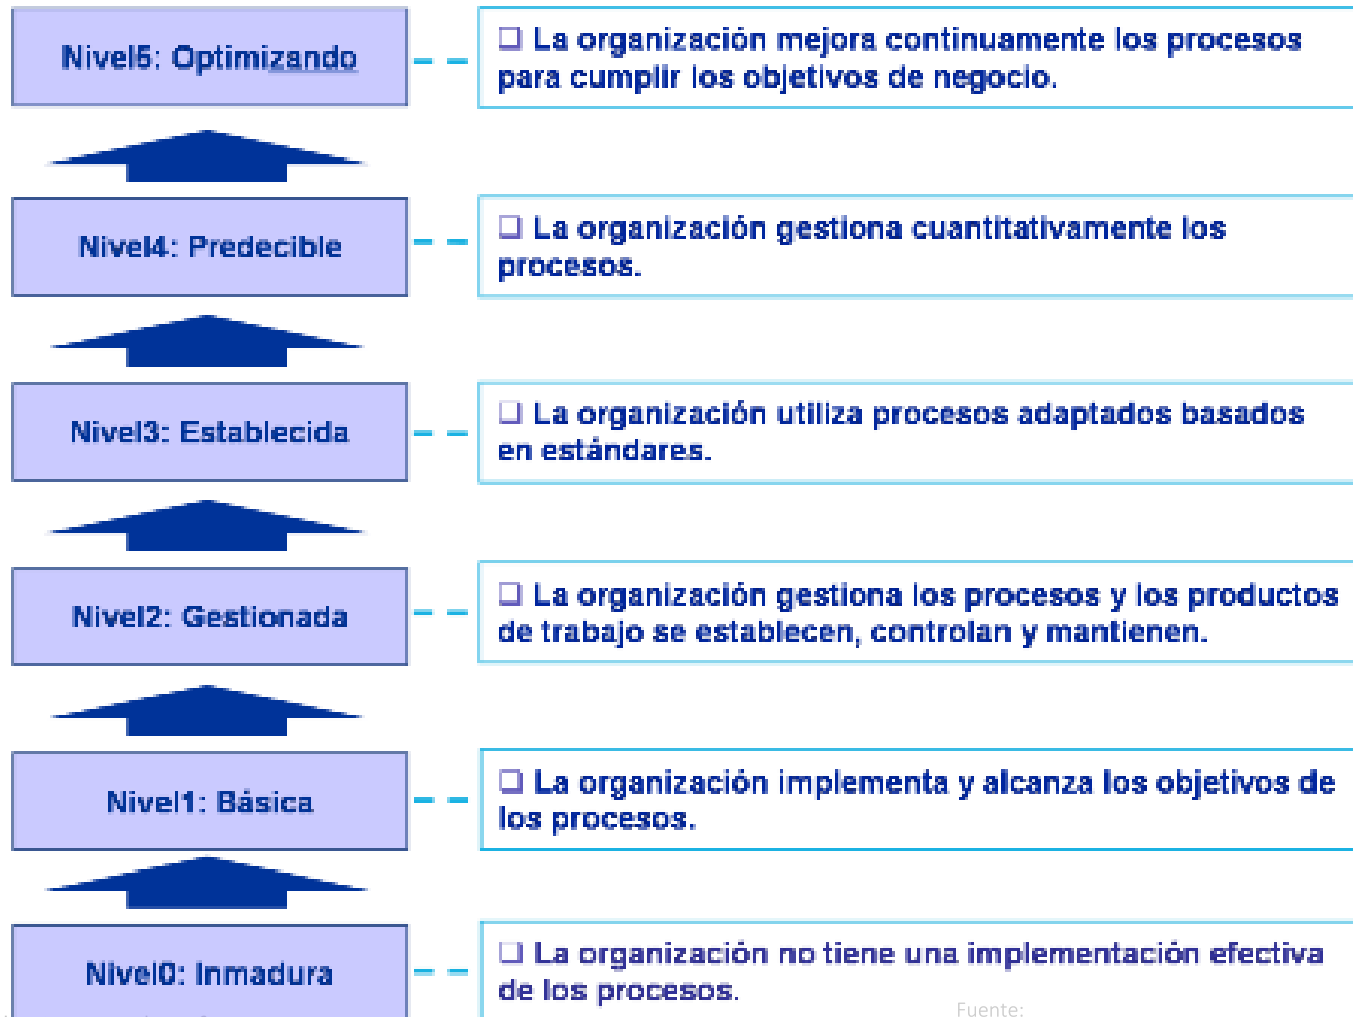 Nivel5: Optimizando
❑ La organización mejora continuamente los procesos
para cumplir los objetivos de negocio.
Nivel4: Predecible
❑ La organización gestiona cuantitativamente los
procesos.
Nivel3: Establecida
❑ La organización utiliza procesos adaptados basados
en estándares.
Nivel2: Gestionada
❑ La organización gestiona los procesos y los productos
de trabajo se establecen, controlan y mantienen.
Nivel1: Básica
❑ La organización implementa y alcanza los objetivos de
los procesos.
Nivel0: Inmadura
❑ La organización no tiene una implementación efectiva
de los procesos.
Fuente: